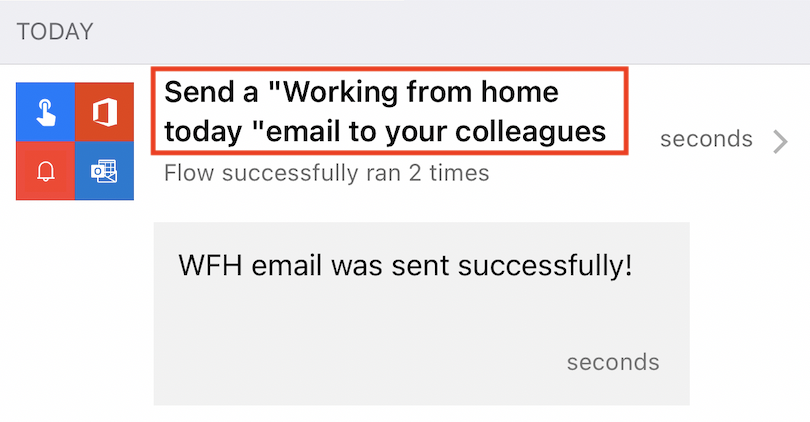 TODAY
Send a "Working from home
today "email to your colleagues
seconds
Flow successfully ran 2 times
WFH email was sent successfully!
seconds